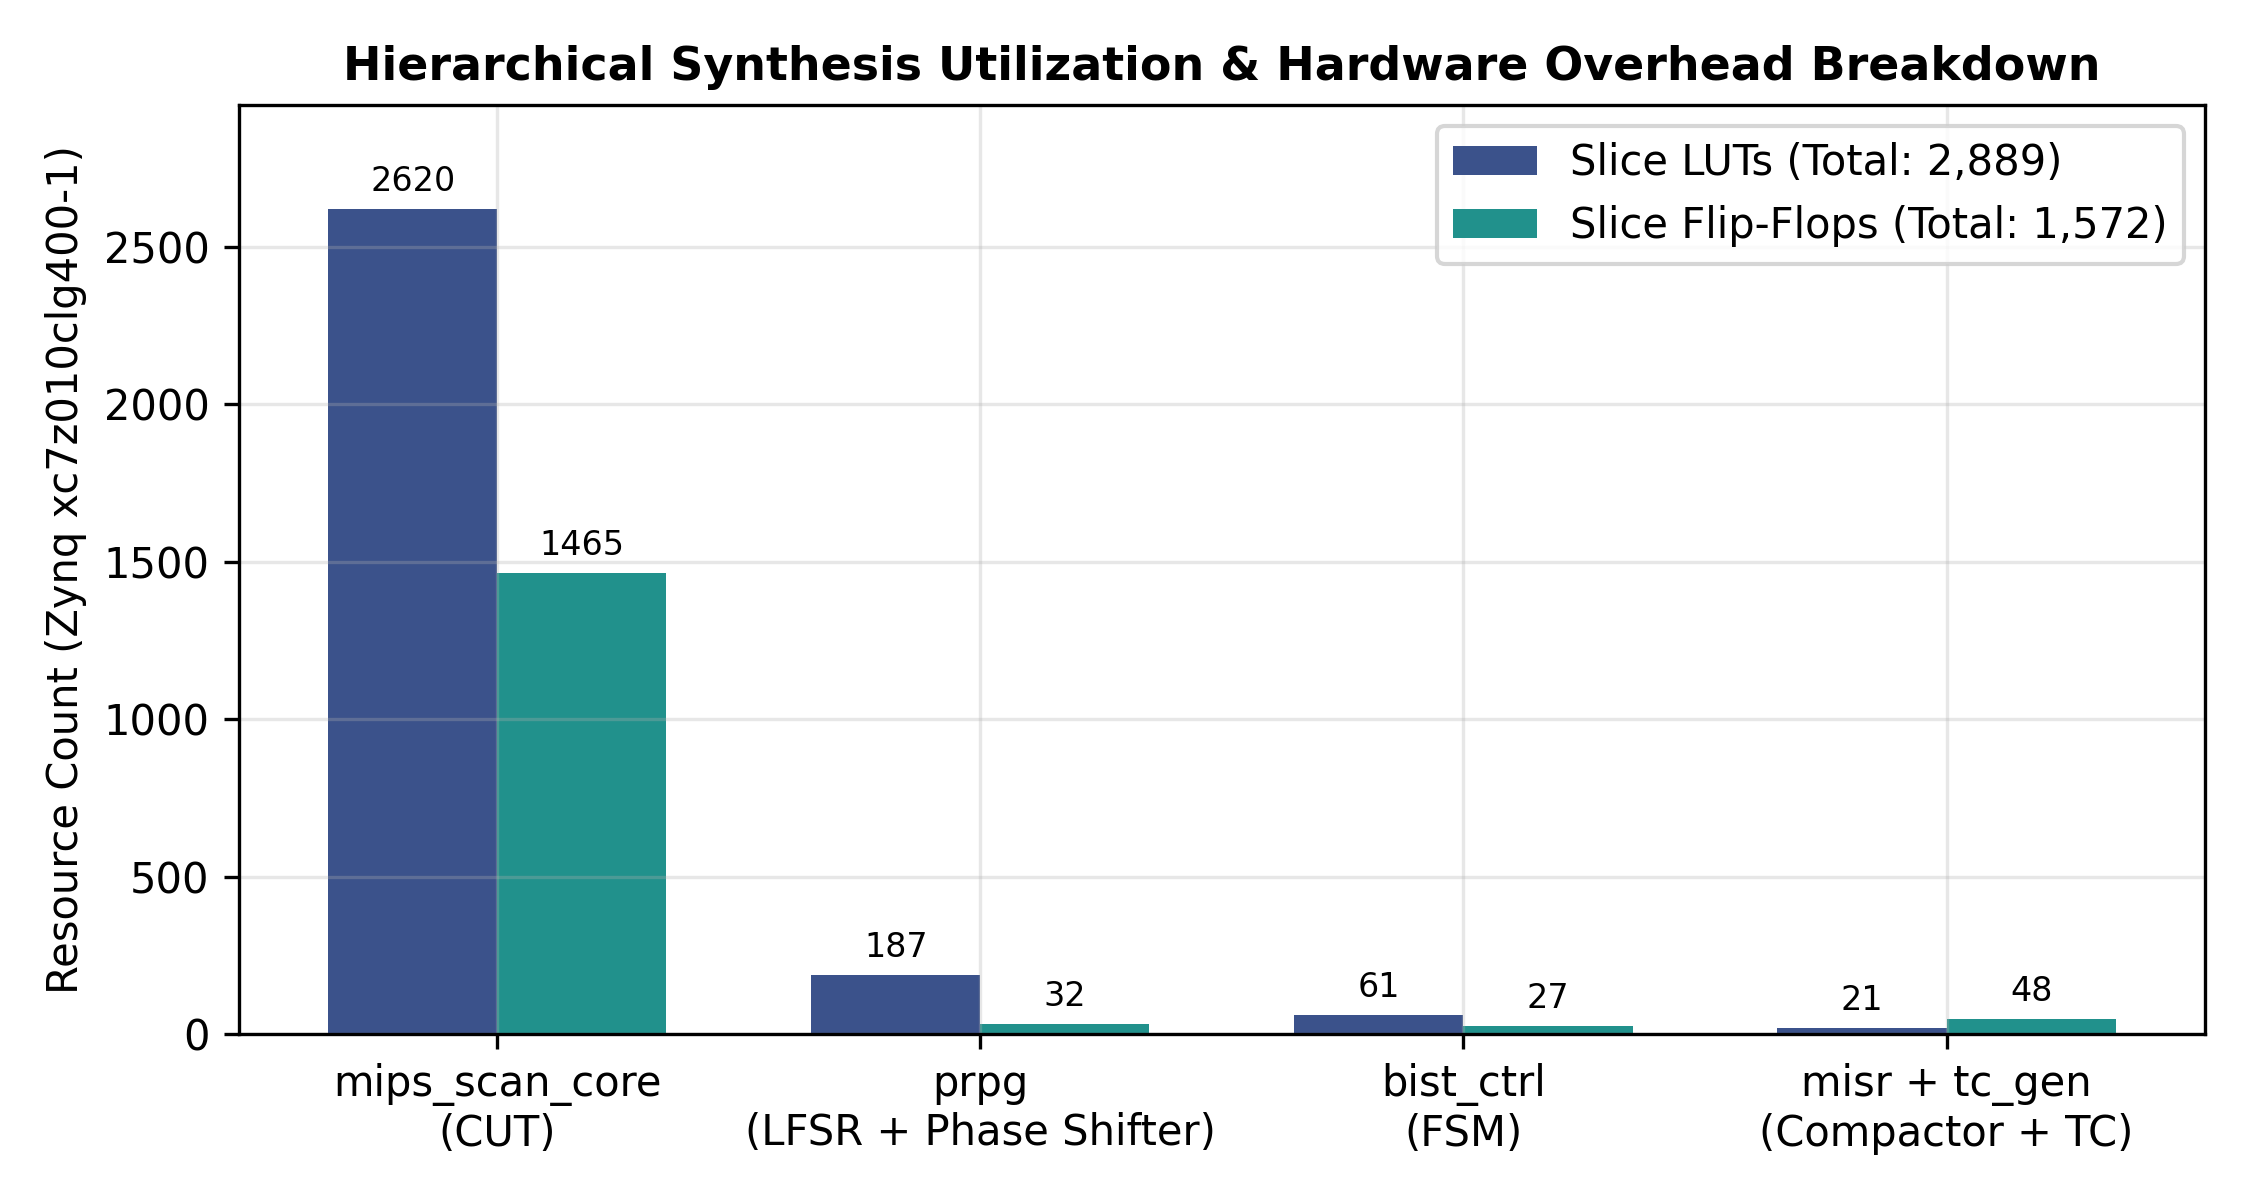 Hierarchical Synthesis Utilization & Hardware Overhead Breakdown
Resource Count (Zynq xc7z010clg400-1)
2500
2000
1500
1000
500
0
Slice LUTs (Total: 2,889)
Slice Flip-Flops (Total: 1,572)
2620
1465
187
32
61
27
21
48
mips_scan_core
(CUT)
prpg
(LFSR + Phase Shifter)
bist_ctrl
(FSM)
misr + tc_gen
(Compactor + TC)